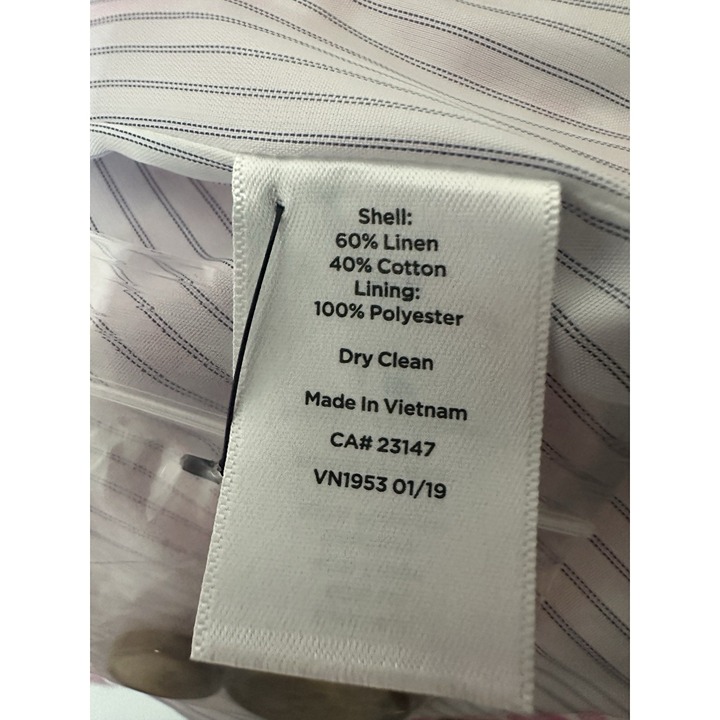 Shell:
60% Linen
40% Cotton
Lining:
100% Polyester
Dry Clean
Made In Vietnam
CA# 23147
VN1953 01/19